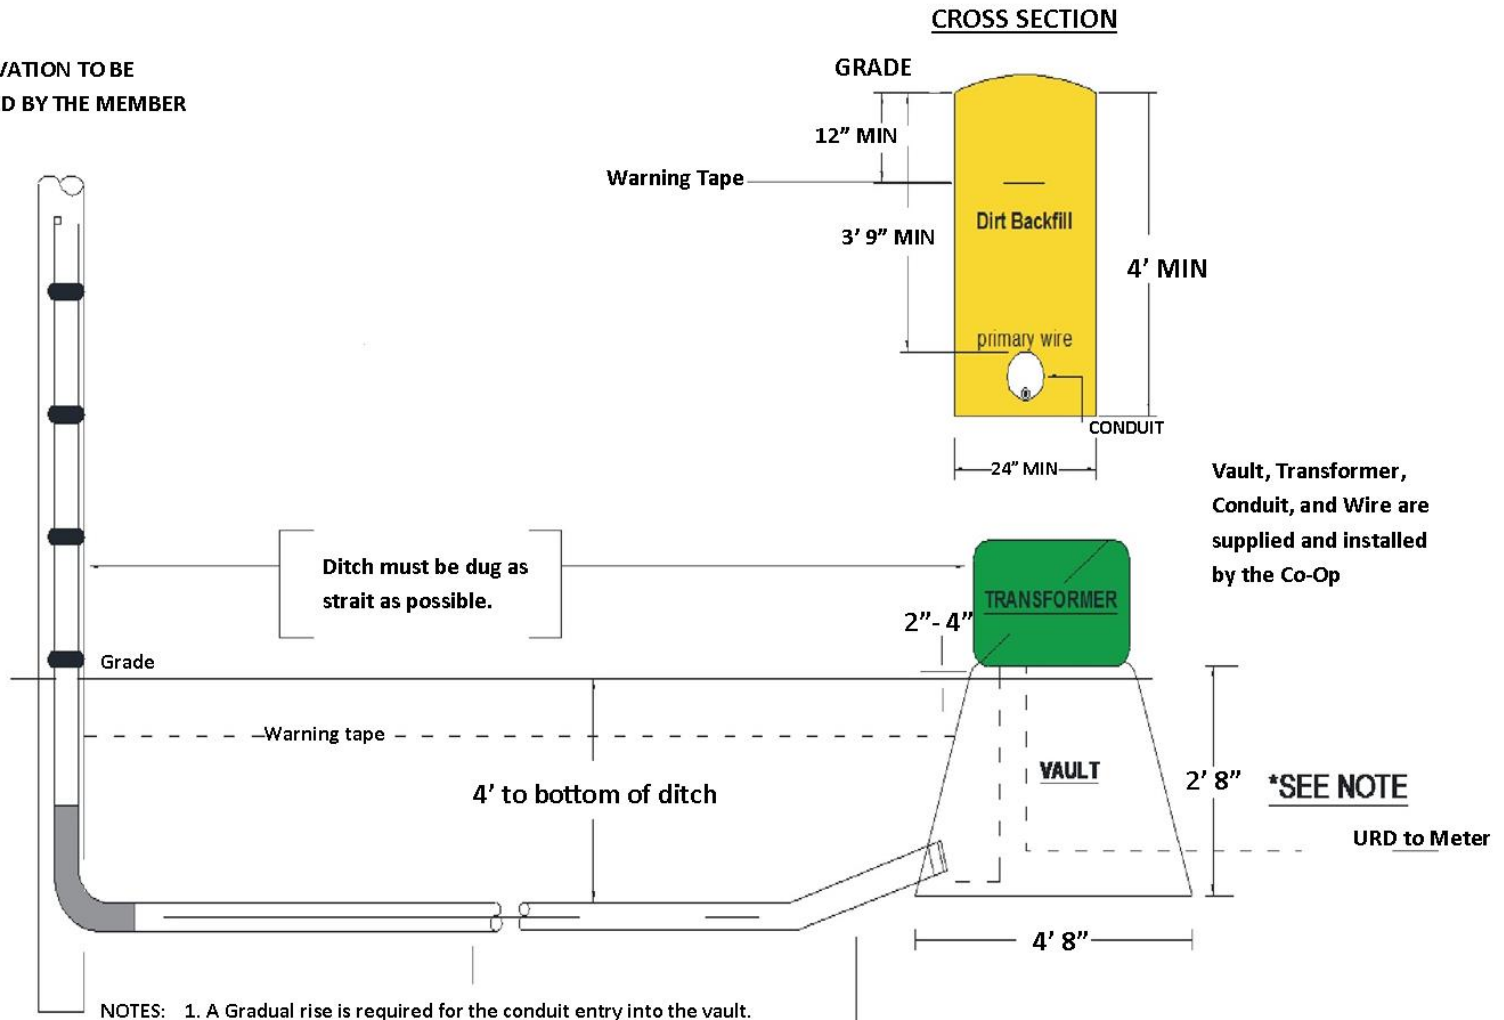 CROSS SECTION
VATION TO BE
D BY THE MEMBER
GRADE
12” MIN
Warning Tape
Dirt Backfill
3’ 9” MIN
4’ MIN
primary wire
CONDUIT
24” MIN
Vault, Transformer,
Conduit, and Wire are
supplied and installed
by the Co-Op
Ditch must be dug as
strait as possible.
TRANSFORMER
2”- 4”
Grade
Warning tape
4’ to bottom of ditch
VAULT
2’ 8”
*SEE NOTE
URD to Meter
4’ 8”
NOTES: 1. A Gradual rise is required for the conduit entry into the vault.